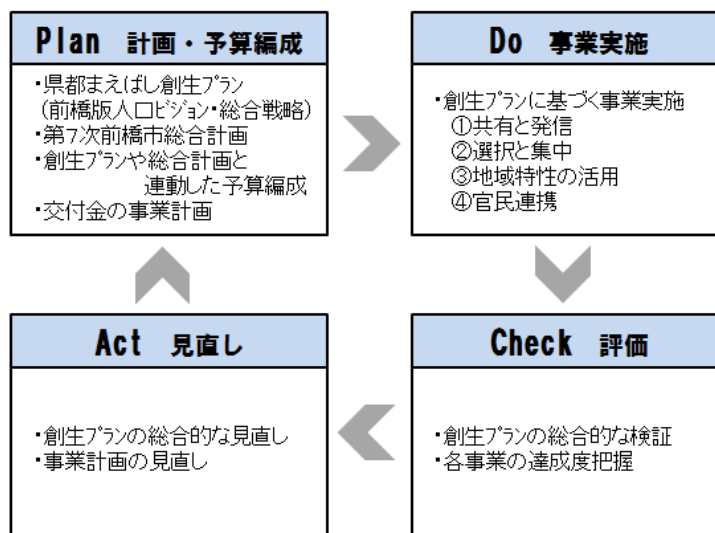 Plan 計画・予算編成
・県都まえばし創生プラン
(前橋版人口ビジョン・総合戦略)
・第7次前橋市総合計画
・創生プランや総合計画と
連動した予算編成
・交付金の事業計画
Do 事業実施
・創生プランに基づく事業実施
①共有と発信
②選択と集中
③地域特性の活用
④官民連携
Check 評価
・創生プランの総合的な検証
・各事業の達成度把握
Act 見直し
・創生プランの総合的な見直し
・事業計画の見直し